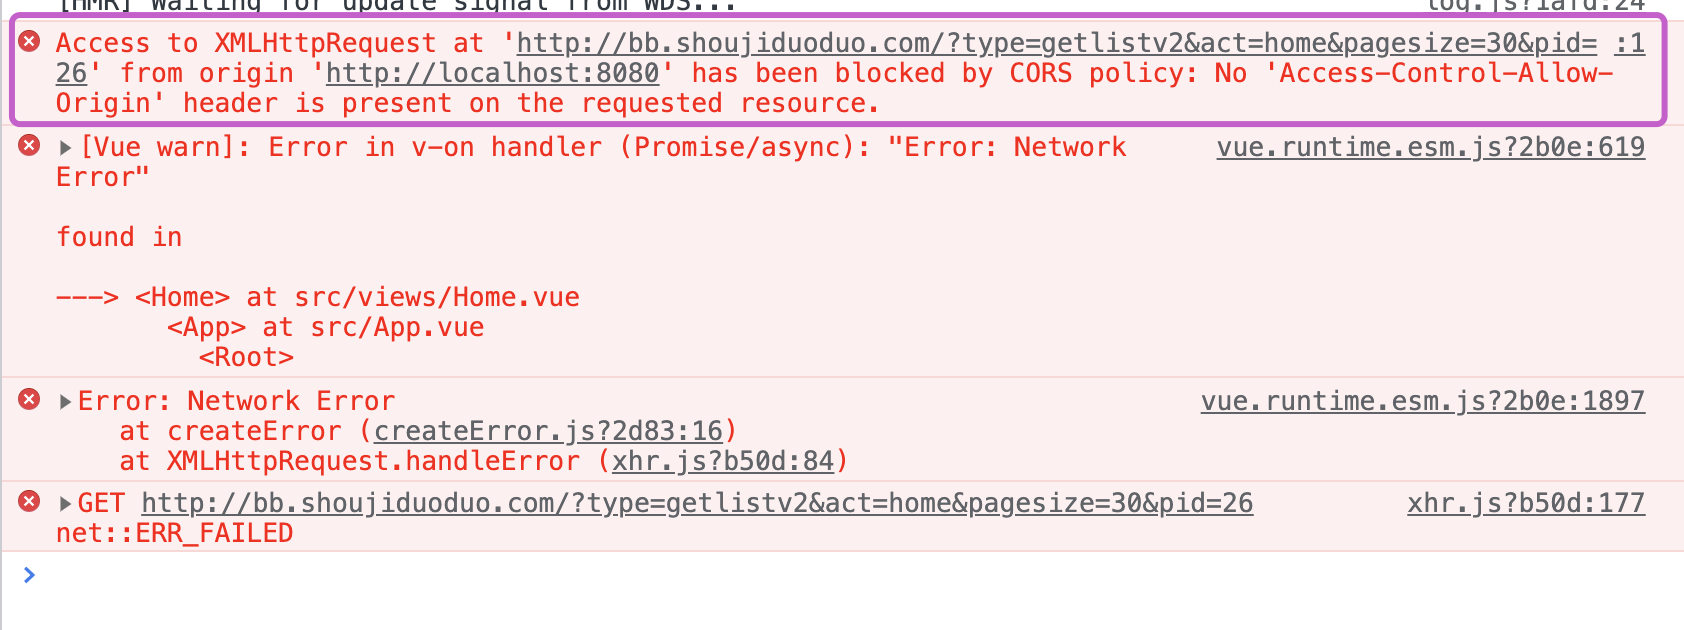 [HMR] Waiting for update signal from WDS... log.js?1afd:24
Access to XMLHttpRequest at 'http://bb.shoujiduoduo.com/?type=getlistv2&act=home&pagesize=30&pid= :1
26' from origin 'http://localhost:8080' has been blocked by CORS policy: No 'Access-Control-Allow-
Origin' header is present on the requested resource.
[Vue warn]: Error in v-on handler (Promise/async): "Error: Network vue.runtime.esm.js?2b0e:619
Error"
found in
---> <Home> at src/views/Home.vue
<App> at src/App.vue
<Root>
Error: Network Error vue.runtime.esm.js?2b0e:1897
at createError (createError.js?2d83:16)
at XMLHttpRequest.handleError (xhr.js?b50d:84)
GET http://bb.shoujiduoduo.com/?type=getlistv2&act=home&pagesize=30&pid=26 xhr.js?b50d:177
net::ERR_FAILED